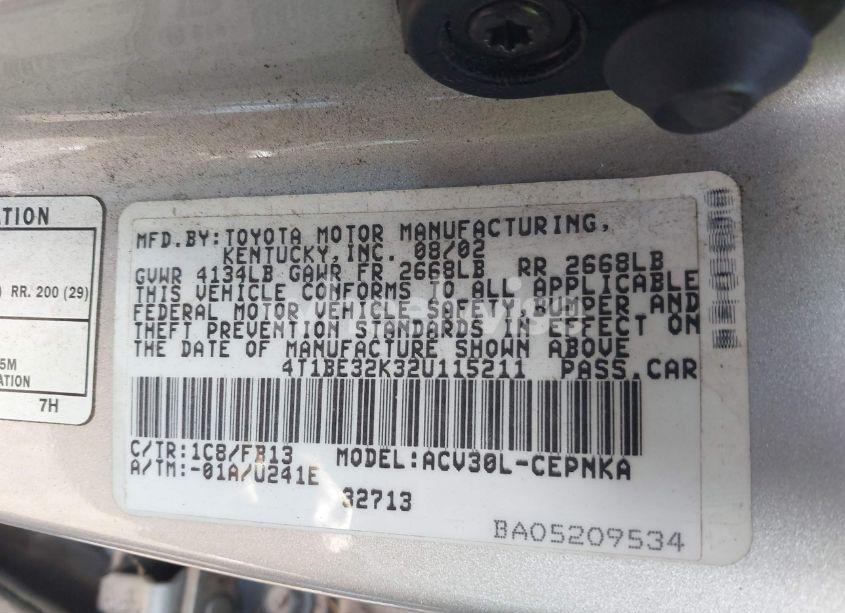 ATION
RR. 200 (29)
5M
ATION
7H
MFD.BY:TOYOTA MOTOR MANUFACTURING,
KENTUCKY,INC. 08/02
GVWR 4134LB GAWR FR 2668LB RR 2668LB
THIS VEHICLE CONFORMS TO ALL APPLICABLE
FEDERAL MOTOR VEHICLE SAFETY,BUMPER AND
THEFT PREVENTION STANDARDS IN EFFECT ON
THE DATE OF MANUFACTURE SHOWN ABOVE
4T1BE32K32U115211 PASS.CAR
C/TR:1C8/FB13 MODEL:ACV30L-CEPNKA
A/TM:-01A/U241E
32713
BA05209534